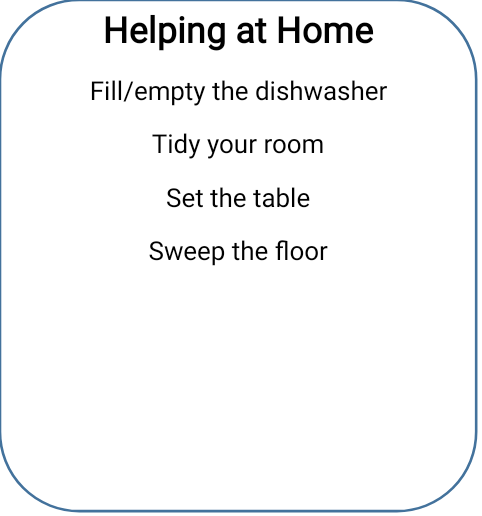 Helping at Home
Fill/empty the dishwasher
Tidy your room
Set the table
Sweep the floor